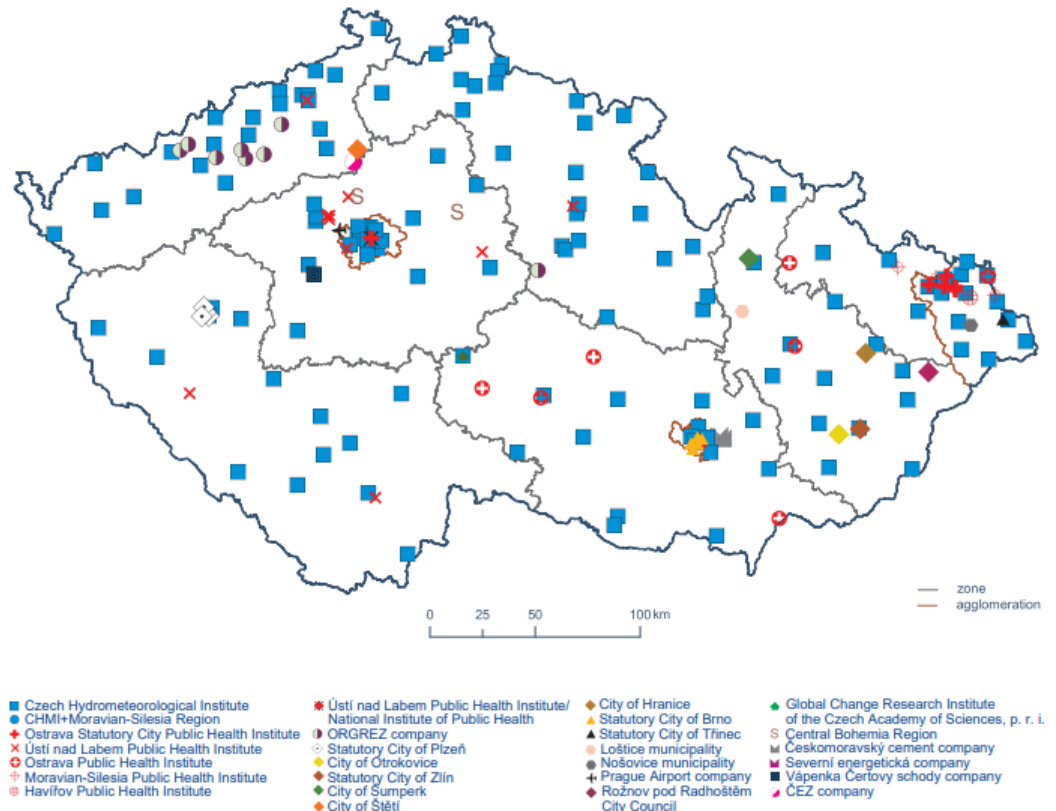 S
S
zone
agglomeration
0 25 50 100 km
Czech Hydrometeorological Institute
CHMI+Moravian-Silesia Region
Ostrava Statutory City Public Health Institute
Ústí nad Labem Public Health Institute
Ostrava Public Health Institute
Moravian-Silesia Public Health Institute
Havířov Public Health Institute
Ústí nad Labem Public Health Institute/
National Institute of Public Health
ORGREZ company
Statutory City of Plzeň
City of Otrokovice
Statutory City of Zlín
City of Šumperk
City of Štětí
City of Hranice
Statutory City of Brno
Statutory City of Třinec
Loštice municipality
Nošovice municipality
Prague Airport company
Rožnov pod Radhoštěm
City Council
Global Change Research Institute
of the Czech Academy of Sciences, p. r. i.
S Central Bohemia Region
Českomoravský cement company
Severní energetická company
Vápenka Čertovy schody company
ČEZ company